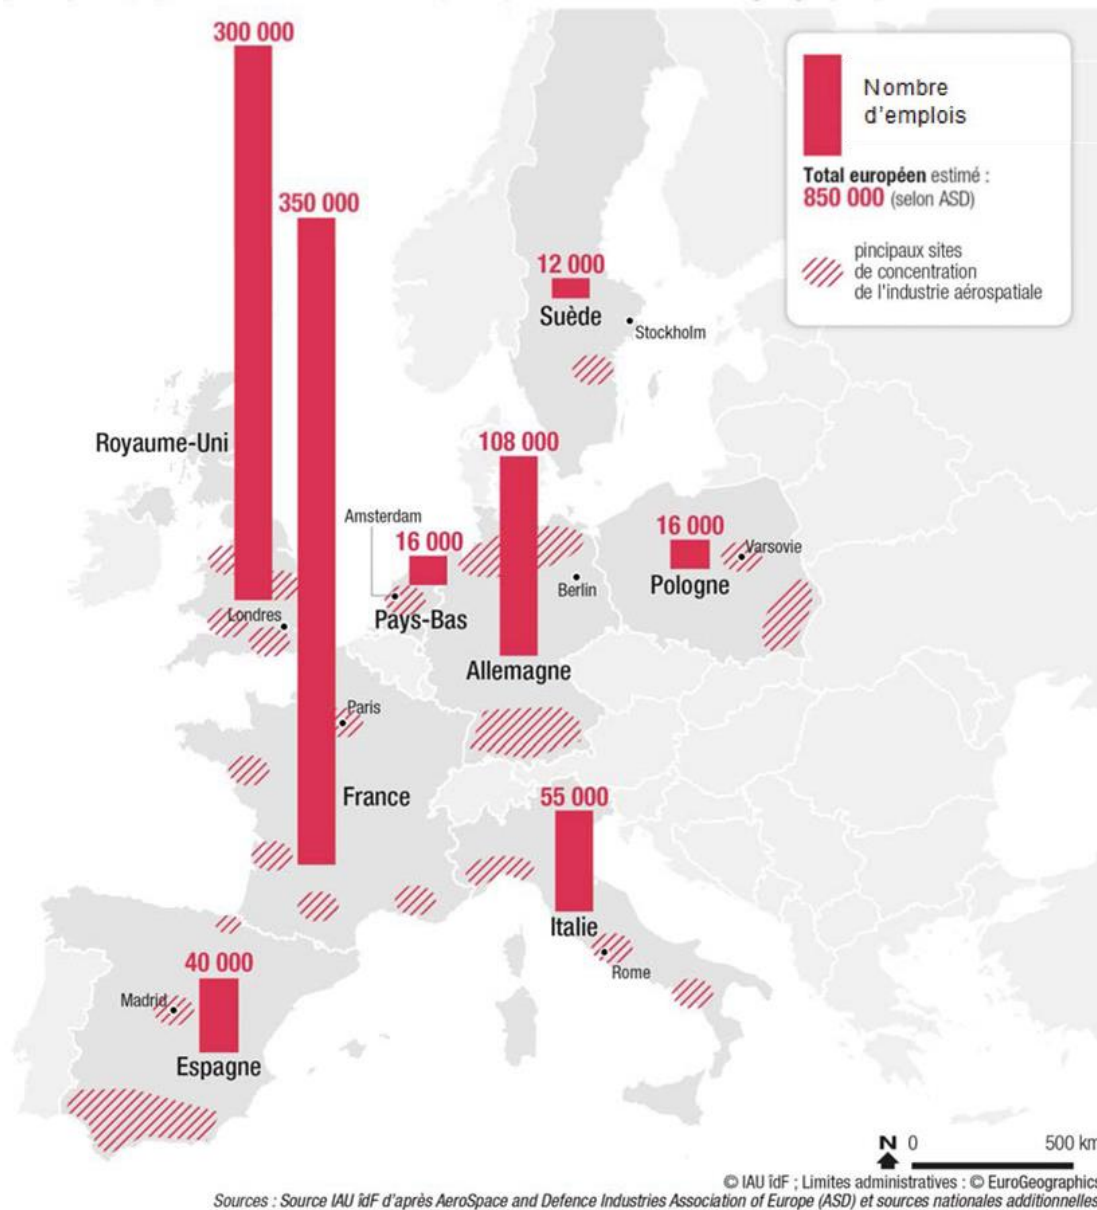 300 000
Nombre
d'emplois
Total européen estimé :
850 000 (selon ASD)
pincipaux sites
de concentration
de l'industrie aérospatiale
350 000
12 000
Suède
Stockholm
Royaume-Uni
108 000
Amsterdam
16 000
16 000
Varsovie
Berlin
Pologne
Londres
Pays-Bas
Allemagne
Paris
France
55 000
Italie
Rome
40 000
Madrid
Espagne
N 0 500 km
© IAU îdF ; Limites administratives : © EuroGeographics
Sources : Source IAU îdF d'après AeroSpace and Defence Industries Association of Europe (ASD) et sources nationales additionnelles